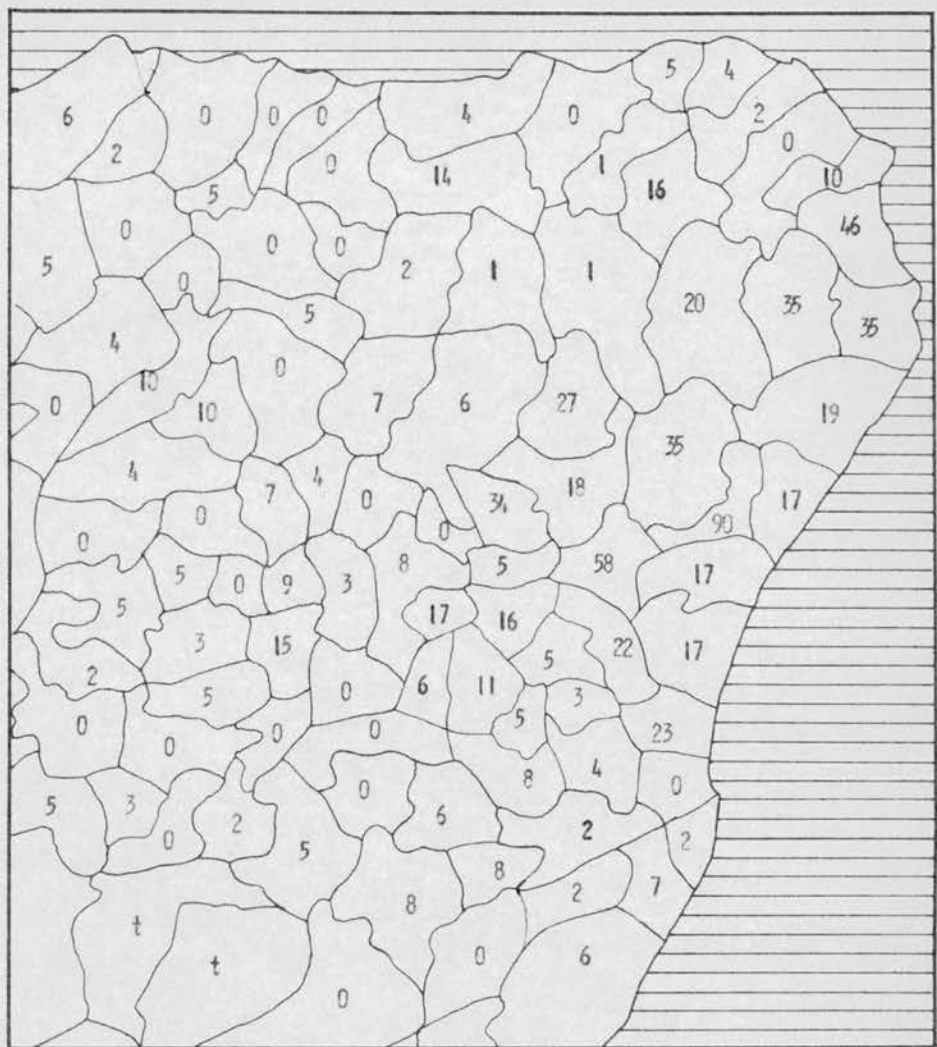 5 4
6 0 0 0 4 0 2
2 0 14 1 16 0 10
5
5 0 0 0 2 1 1 46
0 20 35 35
4 5
10 0 7 6 27 19
0 10
4 7 4 0 34 18 35 17
0 0 0 90
5 0 9 3 8 5 58 17
5 17 16
3 15 5 22 17
2 5 0 6 11 3
0 0 0 0 5 23
5 3 0 2 0 6 8 4 0
5 8 2 2
t 8 2 7
t 0 0 6